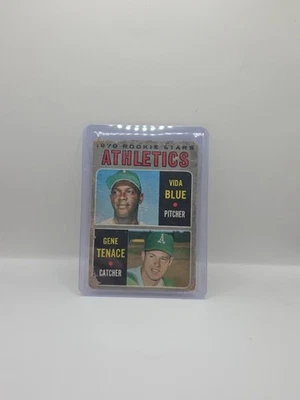 1970 ROOKIE STARS
ATHLETICS
VIDA
BLUE
PITCHER
GENE
TENACE
CATCHER
A